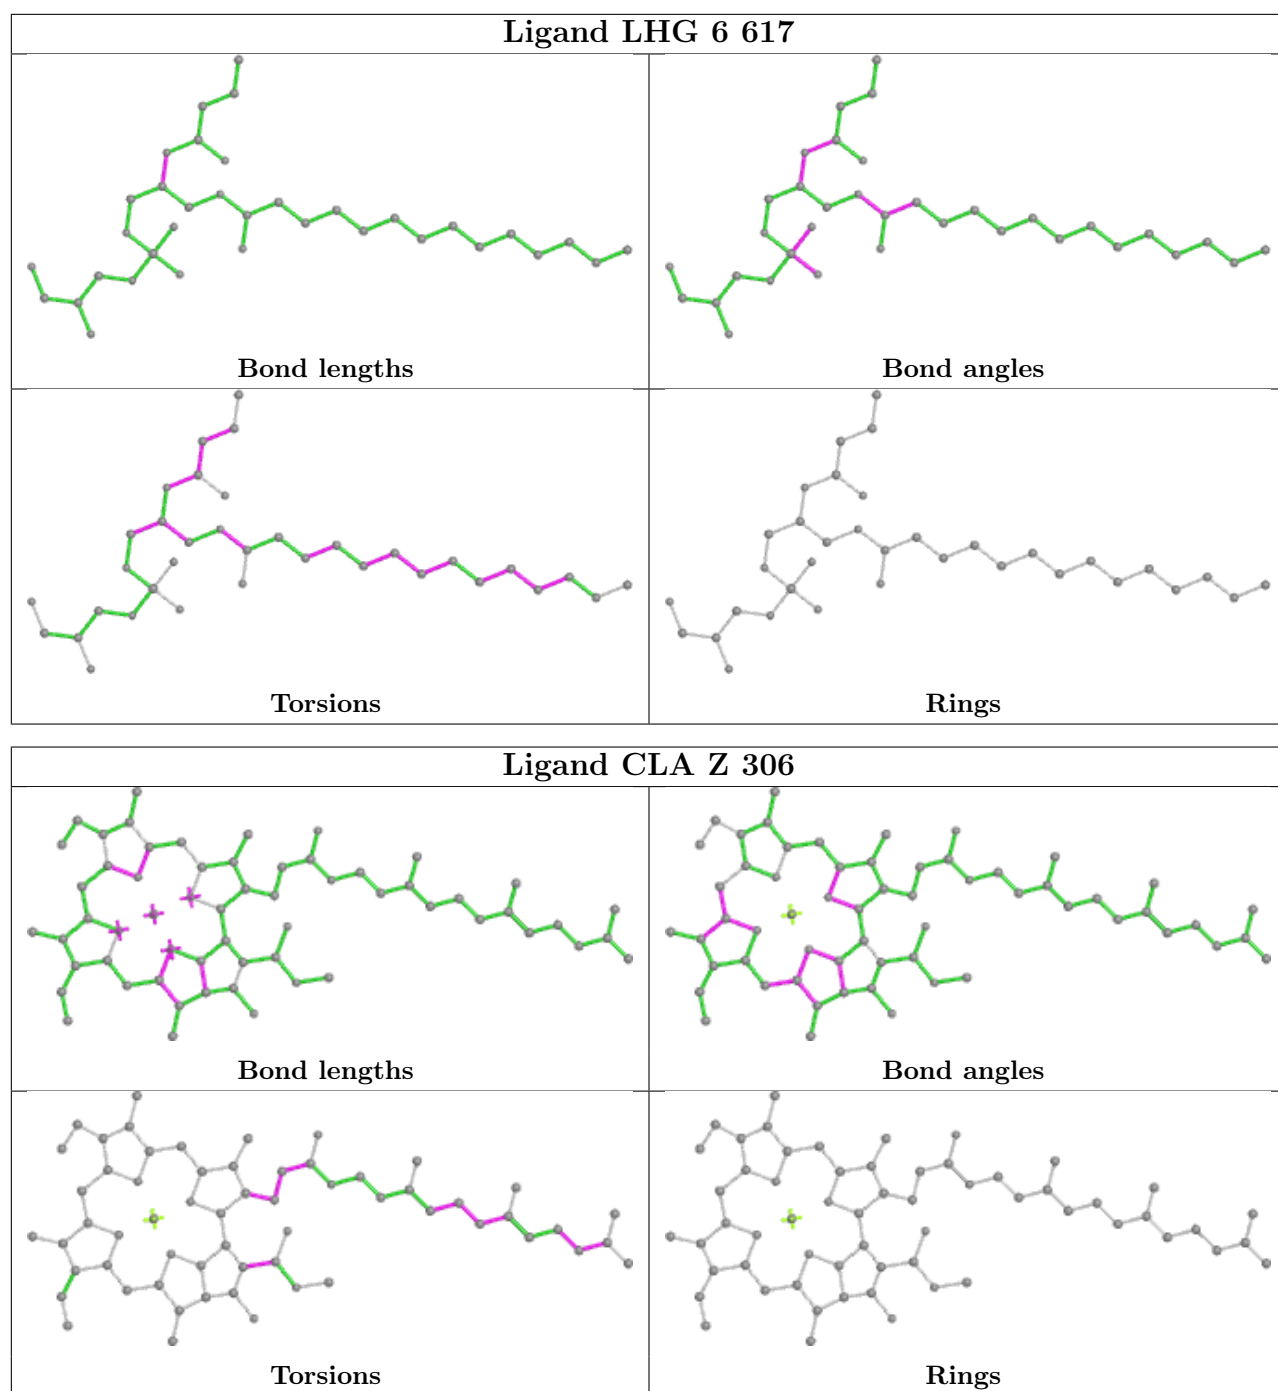 Ligand LHG 6 617
Bond lengths
Bond angles
Torsions
Rings
Ligand CLA Z 306
Bond lengths
Bond angles
Torsions
Rings